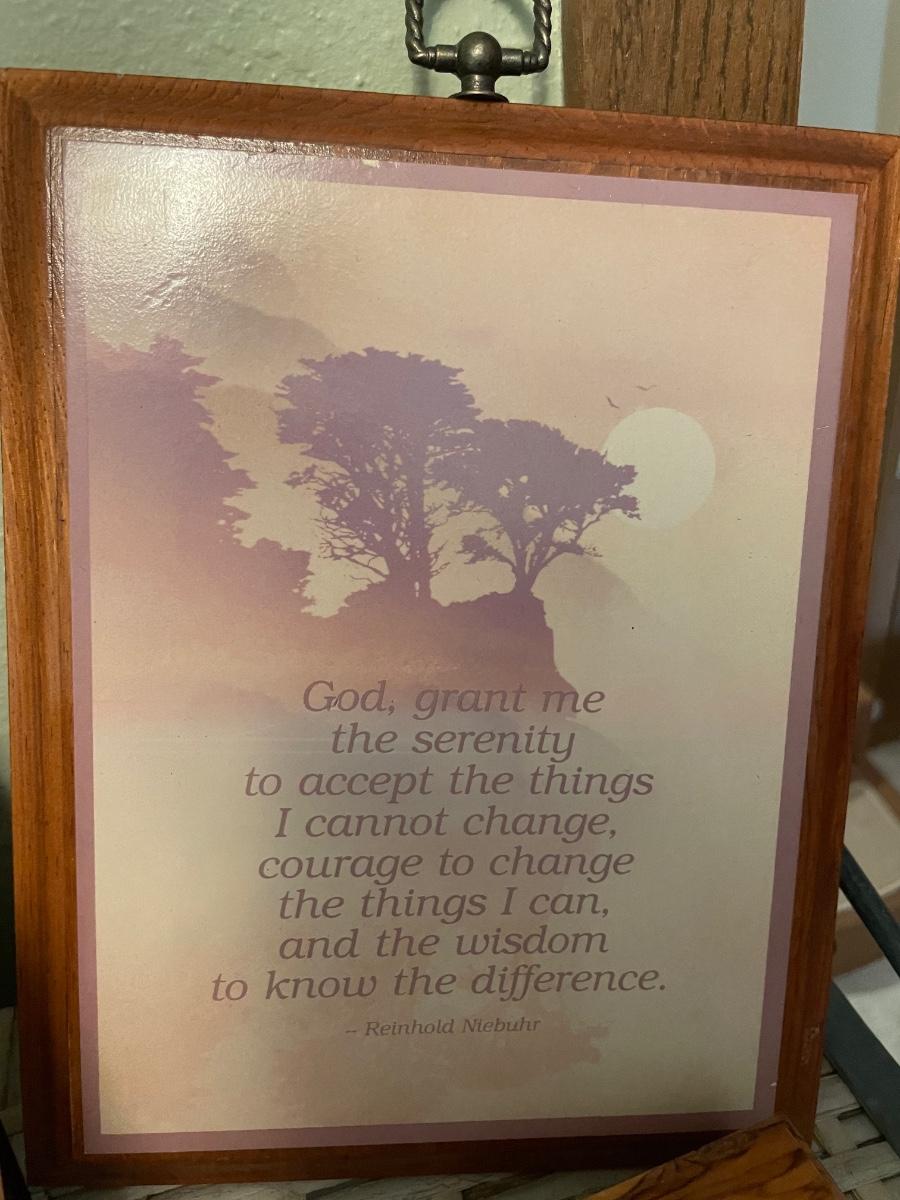 God, grant me
the serenity
to accept the things
I cannot change,
courage to change
the things I can,
and the wisdom
to know the difference.
– Reinhold Niebuhr